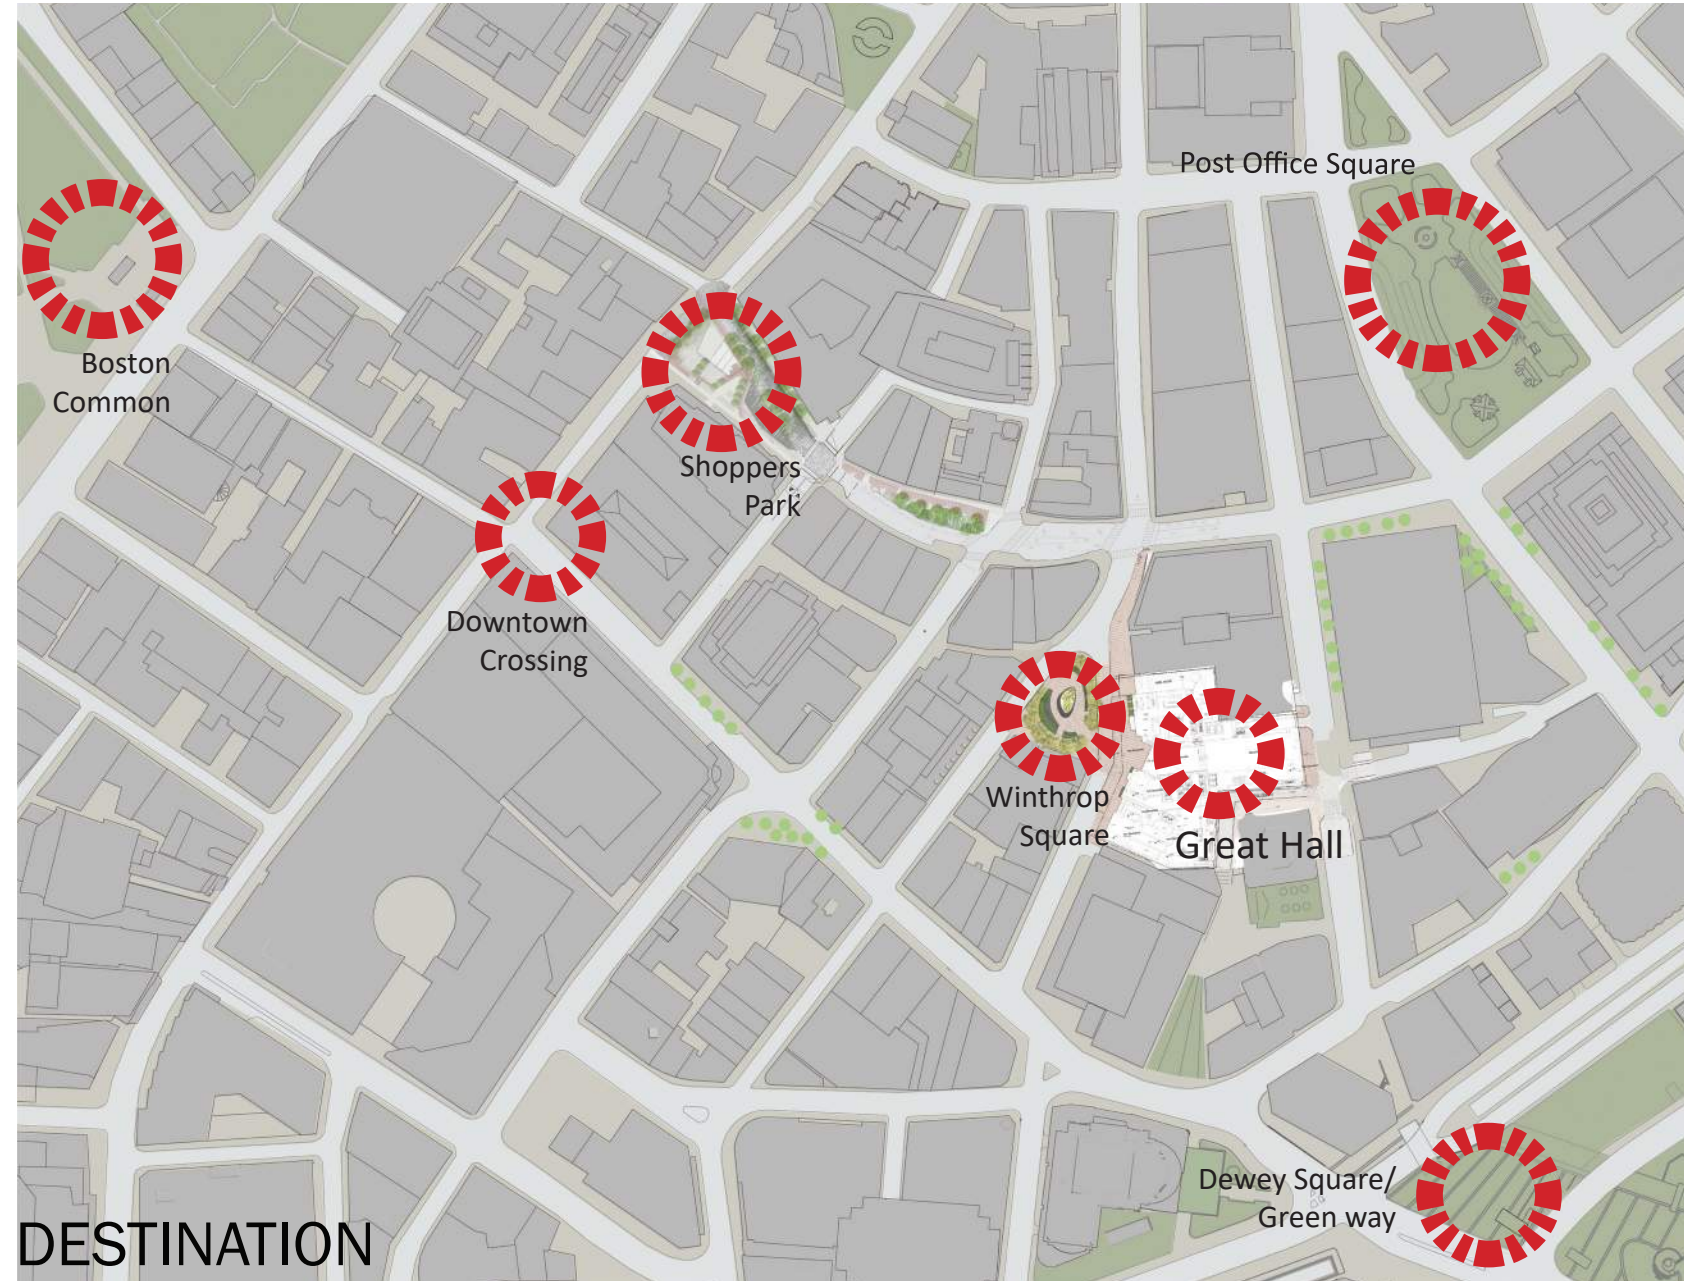 Post Office Square
Boston
Common
Shoppers
Park
Downtown
Crossing
Winthrop
Square
Great Hall
Dewey Square/
Green way
DESTINATION